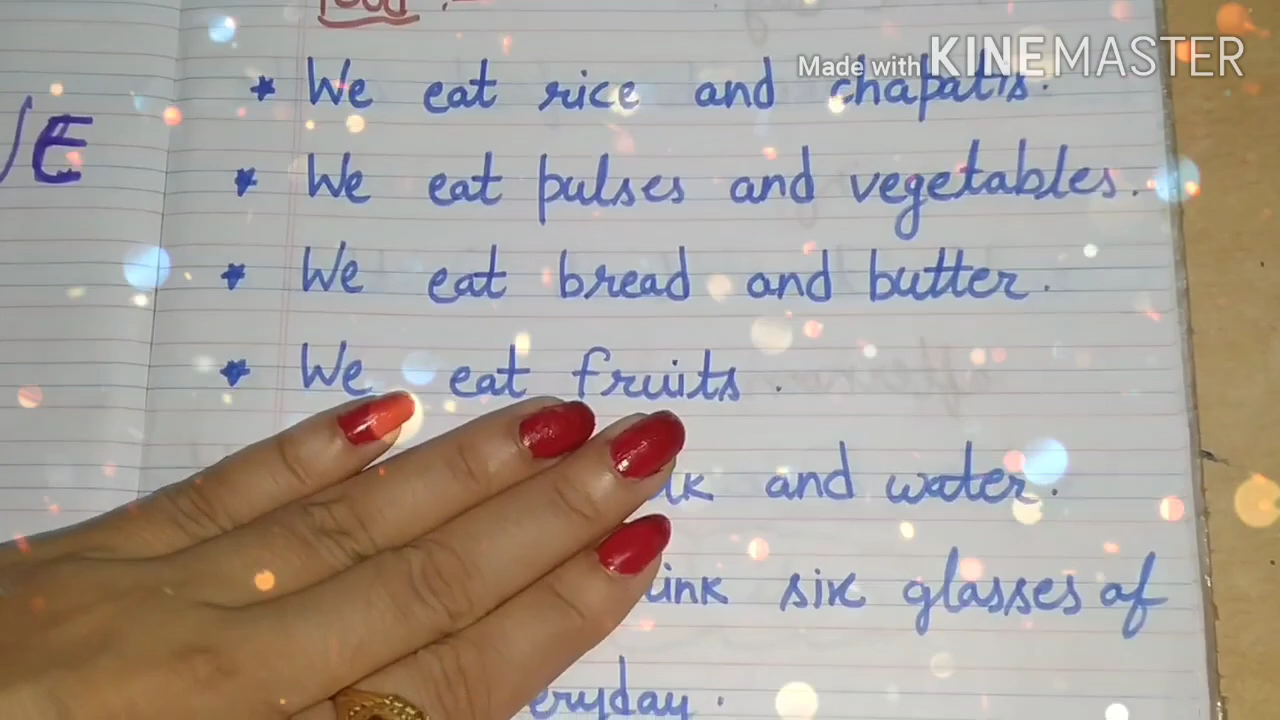 Food :-
Made with KINEMASTER
* We eat rice and chapatis.
* We eat pulses and vegetables.
* We eat bread and butter.
* We eat fruits.
and water.
six glasses of